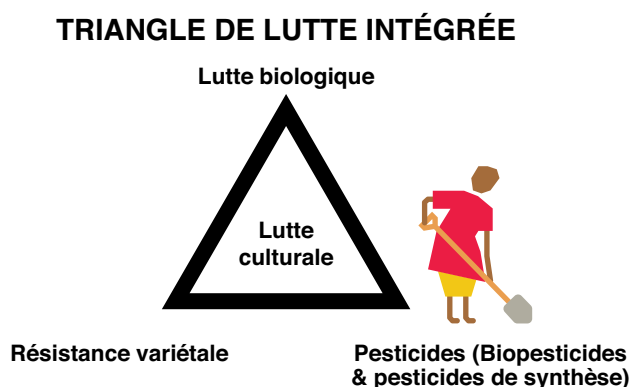 TRIANGLE DE LUTTE INTÉGRÉE
Lutte biologique
Lutte
culturale
Résistance variétale
Pesticides (Biopesticides
& pesticides de synthèse)